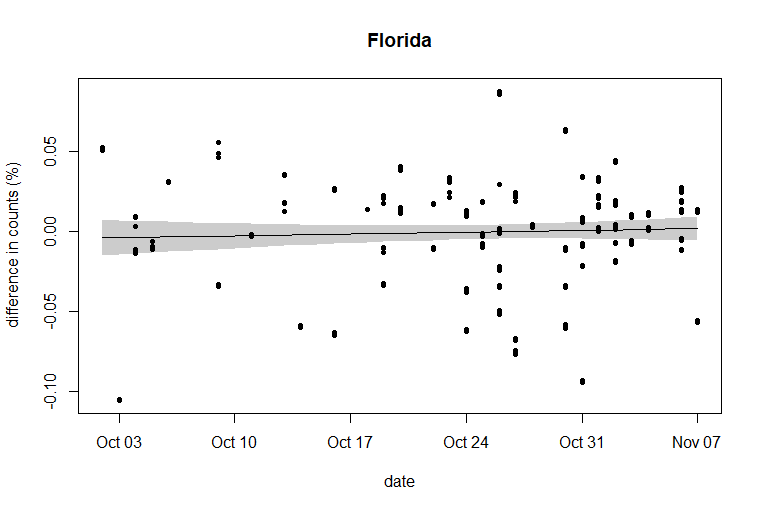 Florida
difference in counts (%)
0.05
0.00
-0.05
-0.10
Oct 03 Oct 10 Oct 17 Oct 24 Oct 31 Nov 07
date